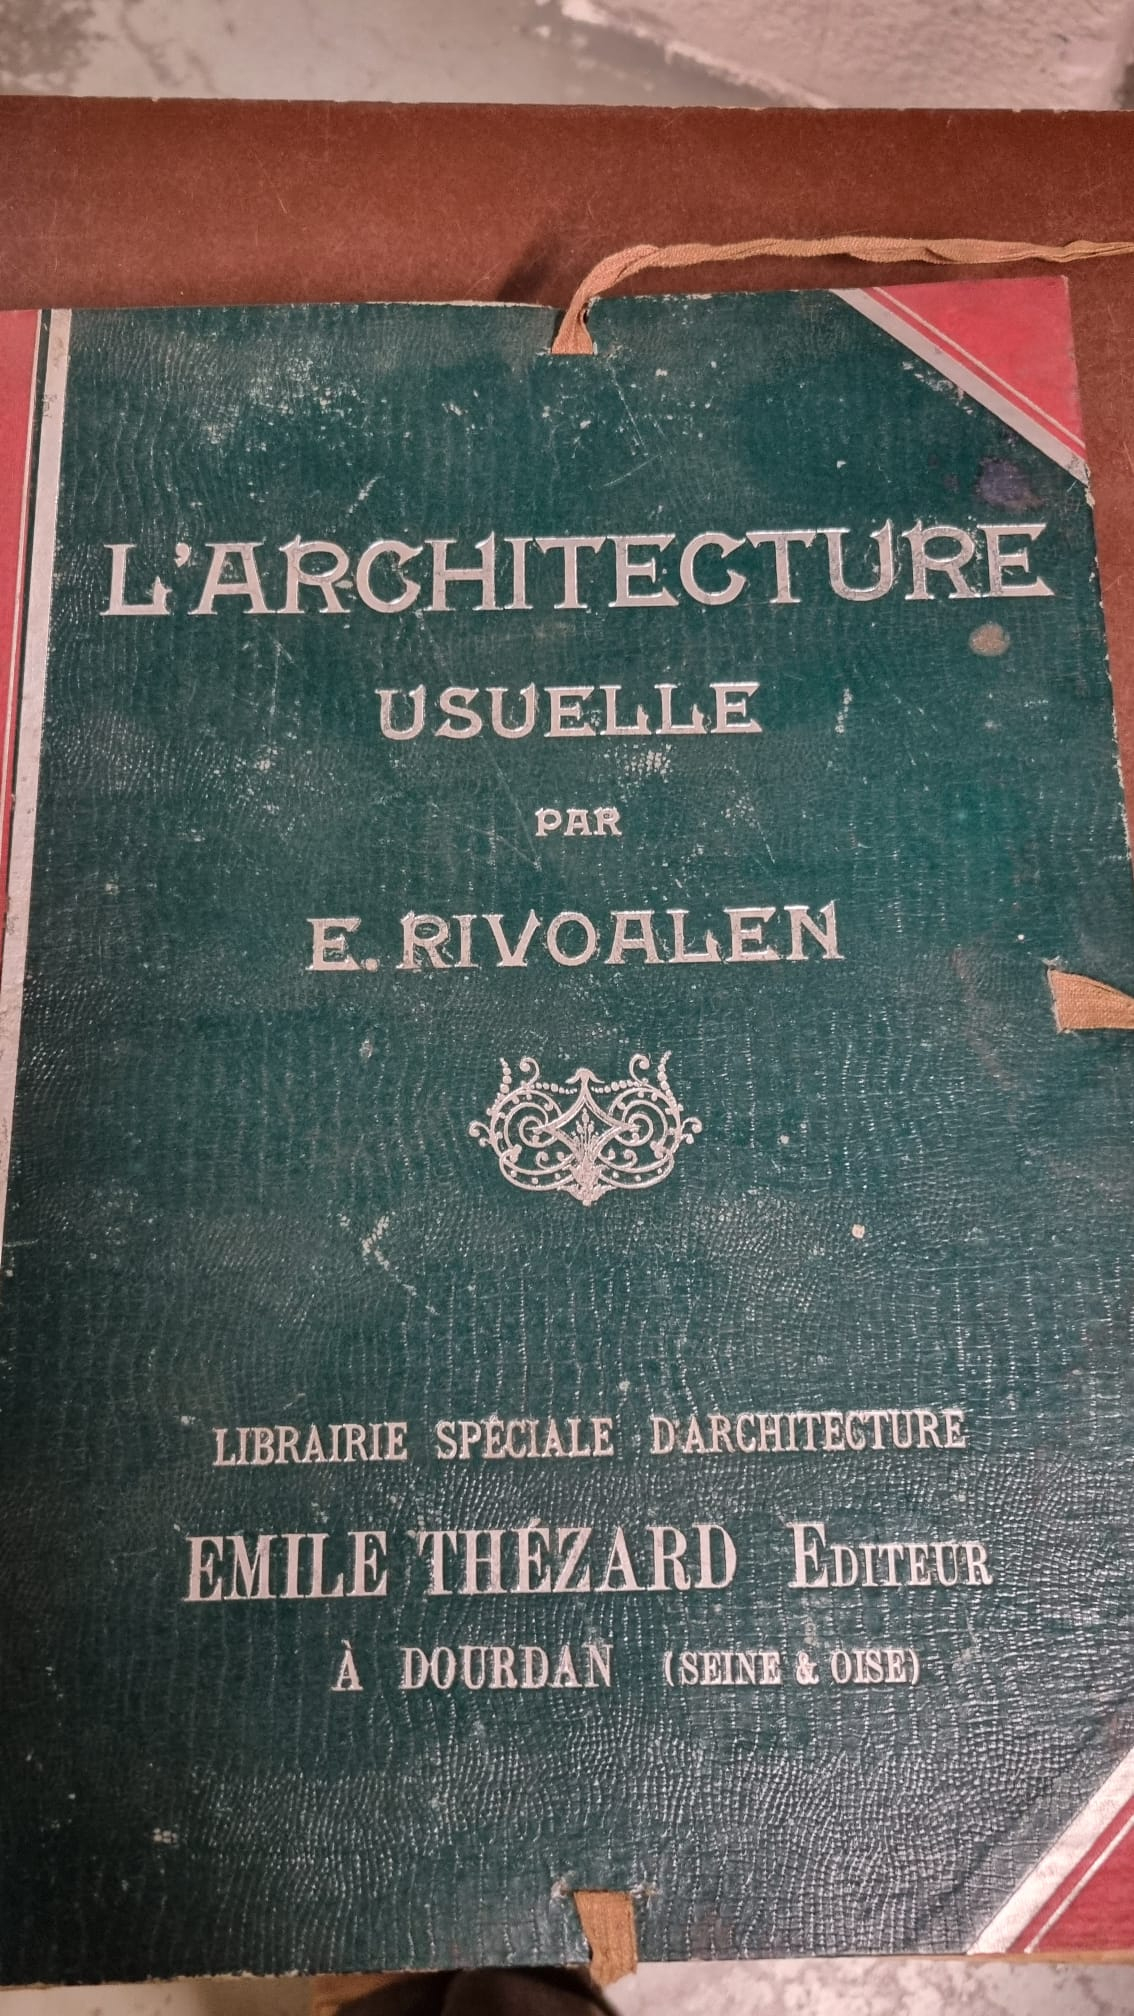 L'ARCHITECTURE
USUELLE
PAR
E. RIVOALEN
LIBRAIRIE SPÉCIALE D'ARCHITECTURE
EMILE THÉZARD EDITEUR
À DOURDAN (SEINE & OISE)